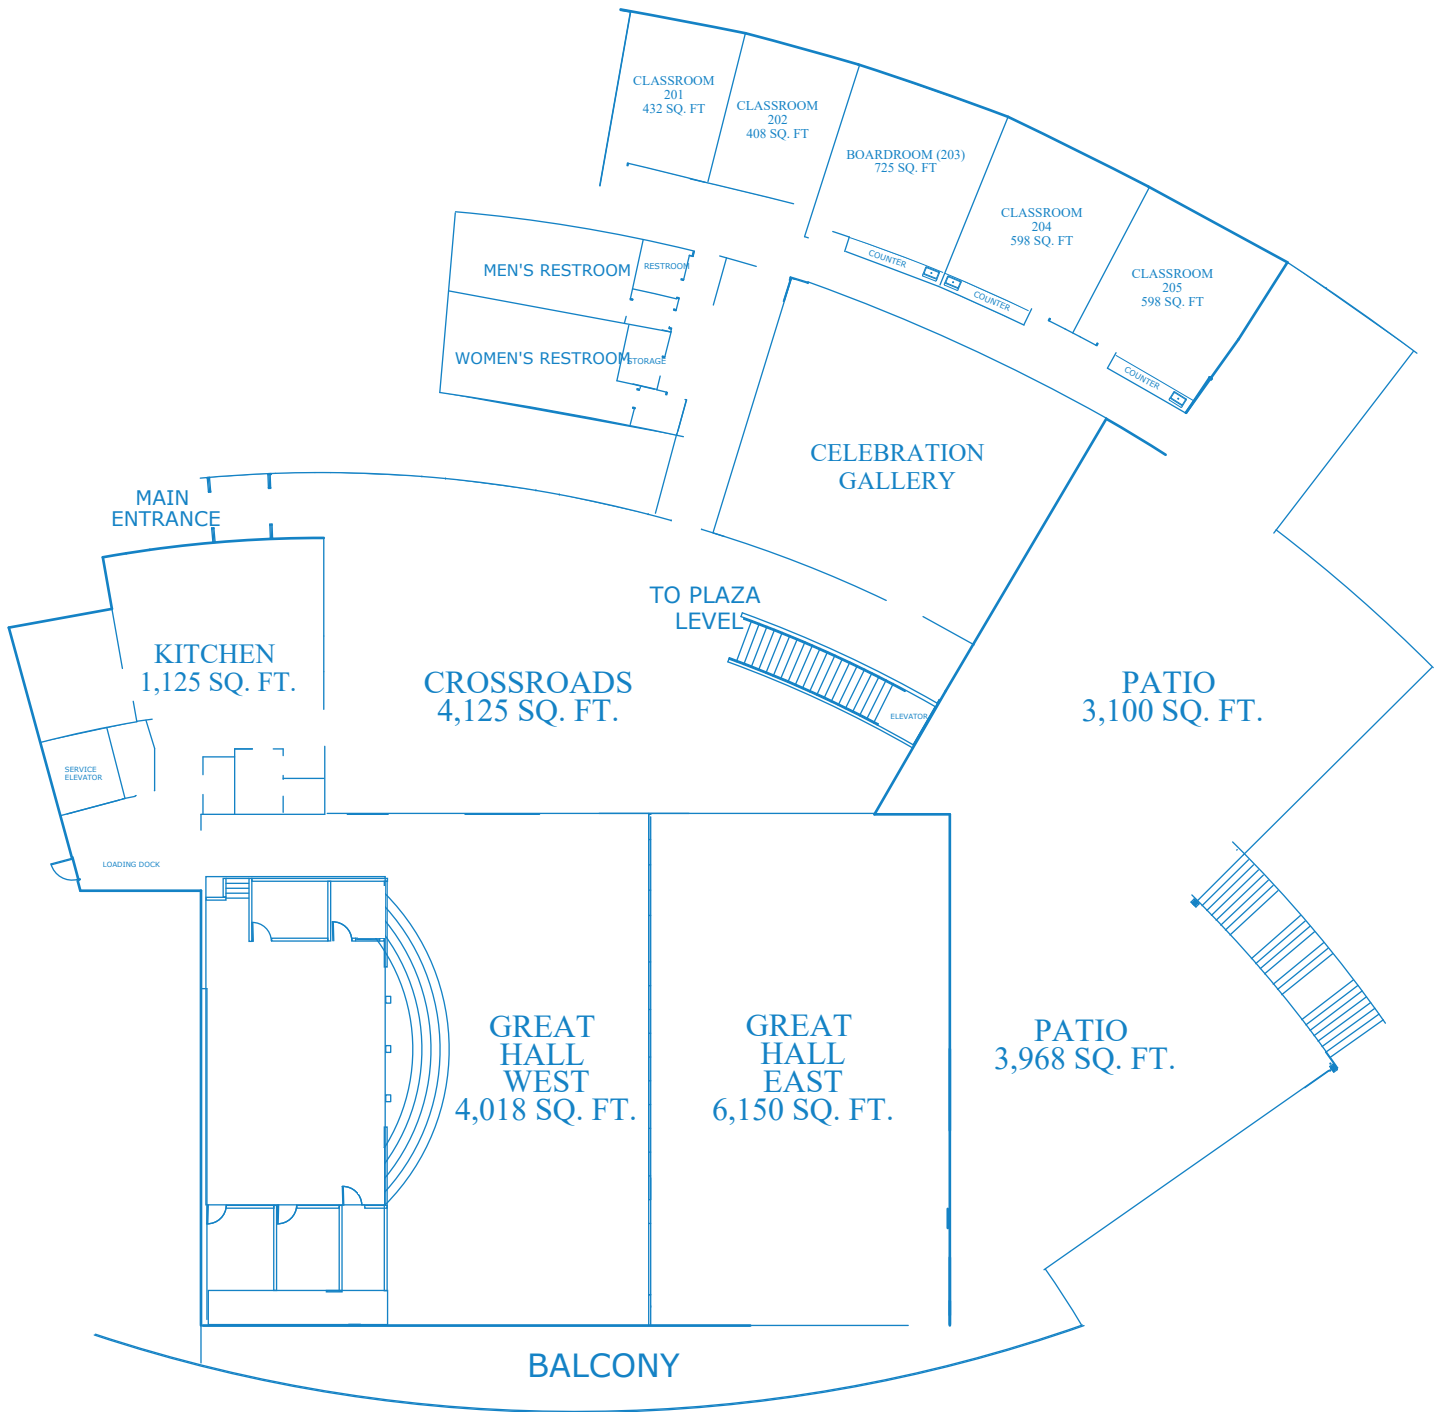 CLASSROOM
201
432 SQ. FT
CLASSROOM
202
408 SQ. FT
BOARDROOM (203)
725 SQ. FT
CLASSROOM
204
598 SQ. FT
CLASSROOM
205
598 SQ. FT
COUNTER
COUNTER
COUNTER
MEN'S RESTROOM
RESTROOM
WOMEN'S RESTROOM
STORAGE
CELEBRATION
GALLERY
MAIN
ENTRANCE
TO PLAZA
LEVEL
KITCHEN
1,125 SQ. FT.
CROSSROADS
4,125 SQ. FT.
ELEVATOR
PATIO
3,100 SQ. FT.
SERVICE
ELEVATOR
LOADING DOCK
GREAT
HALL
WEST
4,018 SQ. FT.
GREAT
HALL
EAST
6,150 SQ. FT.
PATIO
3,968 SQ. FT.
BALCONY